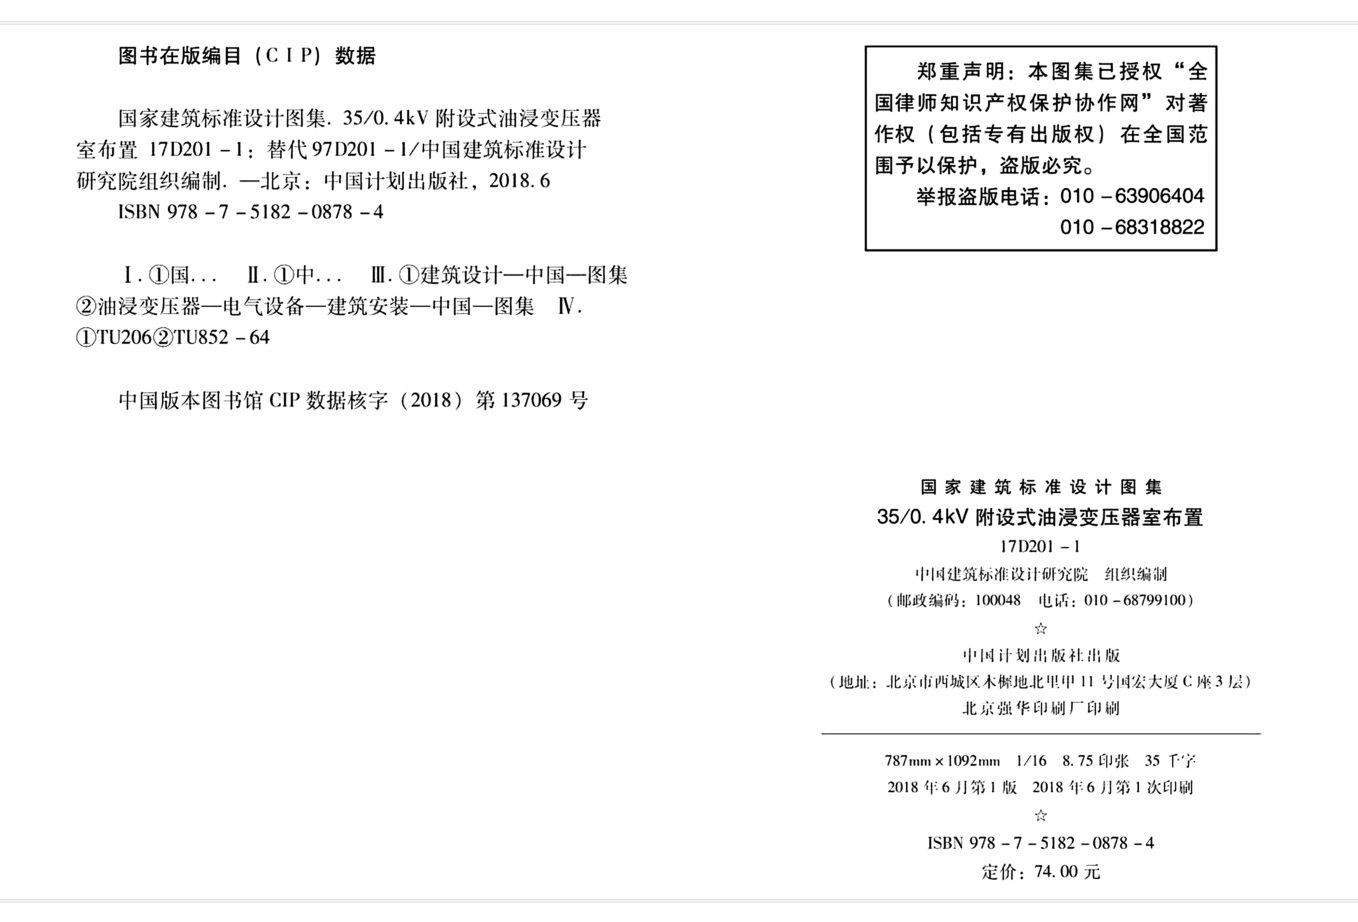 图书在版编目（CIP）数据
国家建筑标准设计图集. 35/0.4kV 附设式油浸变压器
室布置 17D201－1：替代 97D201－1/中国建筑标准设计
研究院组织编制. —北京：中国计划出版社，2018.6
ISBN 978－7－5182－0878－4
Ⅰ.①国... Ⅱ.①中... Ⅲ.①建筑设计—中国—图集
②油浸变压器—电气设备—建筑安装—中国—图集 Ⅳ.
①TU206②TU852－64
中国版本图书馆 CIP 数据核字（2018）第 137069 号
郑重声明：本图集已授权“全
国律师知识产权保护协作网”对著
作权（包括专有出版权）在全国范
围予以保护，盗版必究。
举报盗版电话：010－63906404
010－68318822
国家建筑标准设计图集
35/0.4kV 附设式油浸变压器室布置
17D201－1
中国建筑标准设计研究院 组织编制
（邮政编码：100048 电话：010－68799100）
☆
中国计划出版社出版
（地址：北京市西城区木樨地北里甲 11 号国宏大厦 C 座 3 层）
北京强华印刷厂印刷
787mm×1092mm 1/16 8.75 印张 35 千字
2018 年 6 月第 1 版 2018 年 6 月第 1 次印刷
☆
ISBN 978－7－5182－0878－4
定价：74.00 元